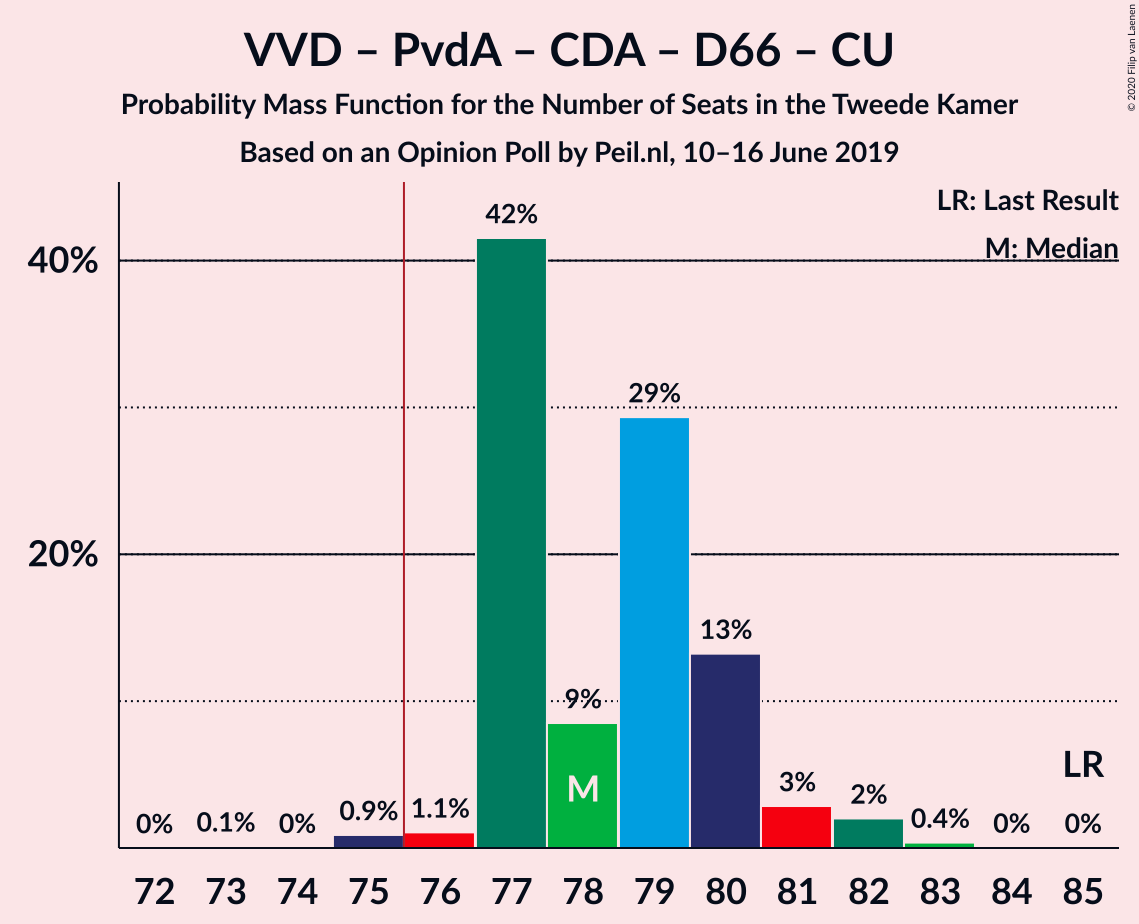 VVD – PvdA – CDA – D66 – CU
Probability Mass Function for the Number of Seats in the Tweede Kamer
Based on an Opinion Poll by Peil.nl, 10–16 June 2019
© 2020 Filip van Laenen
LR: Last Result
M: Median
40%
20%
0%
0.1%
0%
0.9%
1.1%
42%
9%
29%
13%
3%
2%
0.4%
0%
0%
M
LR
72 73 74 75 76 77 78 79 80 81 82 83 84 85